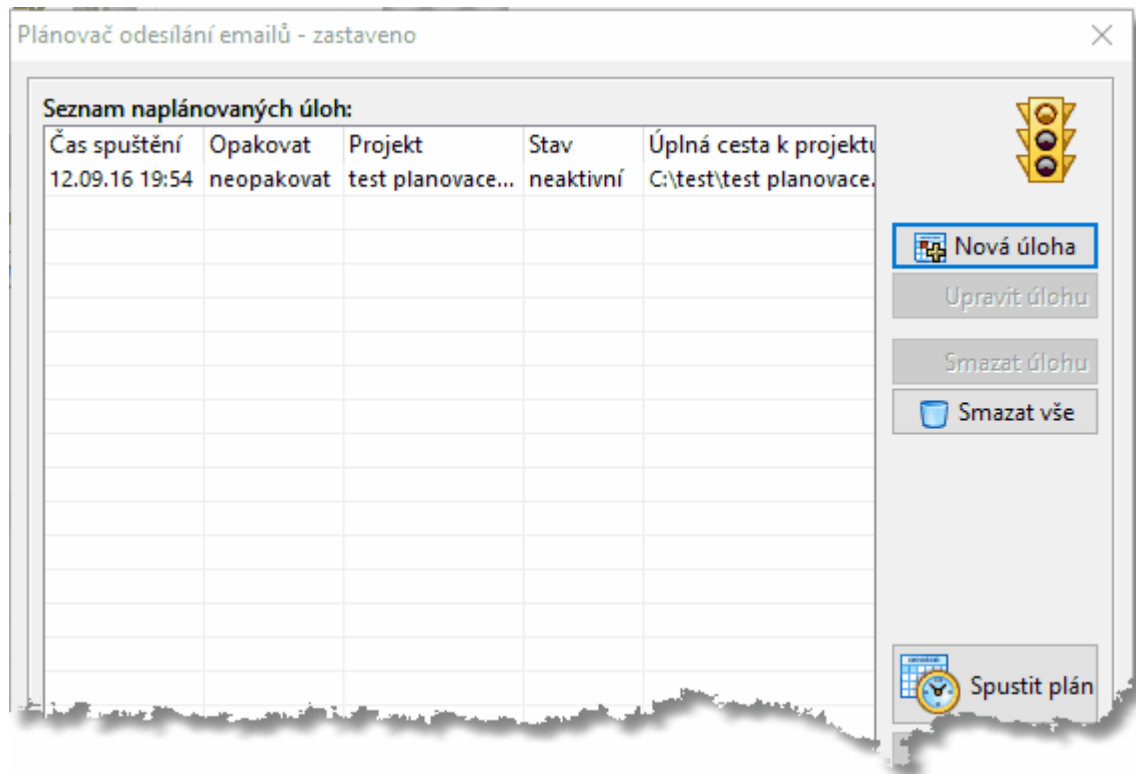 Plánovač odesílání emailů - zastaveno
Seznam naplánovaných úloh:
Čas spuštění Opakovat Projekt Stav Úplná cesta k projektu
12.09.16 19:54 neopakovat test planovace... neaktivní C:\test\test planovace.
Nová úloha
Upravit úlohu
Smazat úlohu
Smazat vše
Spustit plán